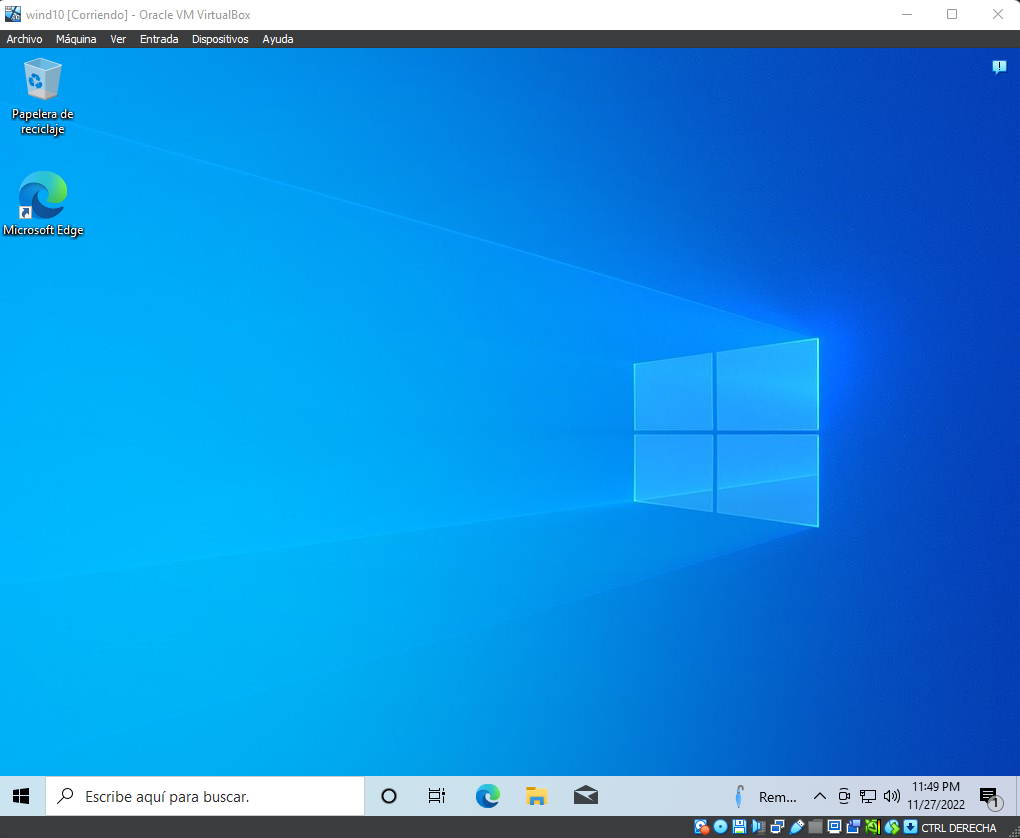 wind10 [Corriendo] - Oracle VM VirtualBox
Archivo Máquina Ver Entrada Dispositivos Ayuda
Papelera de
reciclaje
Microsoft Edge
Escribe aquí para buscar.
Rem...
11:49 PM
11/27/2022
1
CTRL DERECHA